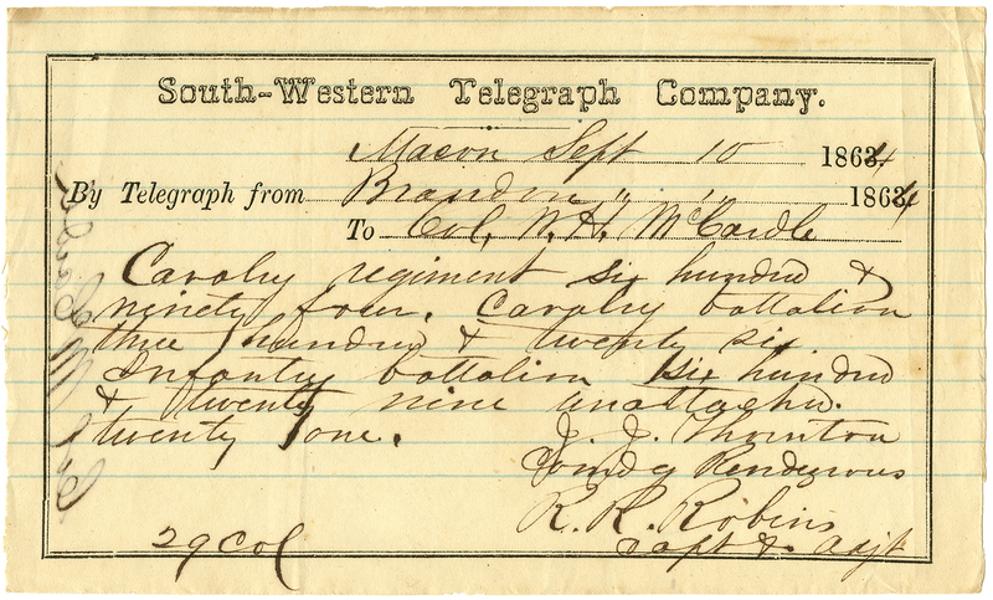 South-Western Telegraph Company.
Macon Sept 10 1864
By Telegraph from Brandon " " 1864
To Col, W. H. McCardle
Cavalry regiment six hundred &
ninety four. Cavalry battalion
three hundred & twenty six
Infantry battalion six hundred
& twenty nine unattached.
twenty one.
J. J. Thornton
Comdg Rendezvous
R. R. Robins
Capt & Adjt
29 Col